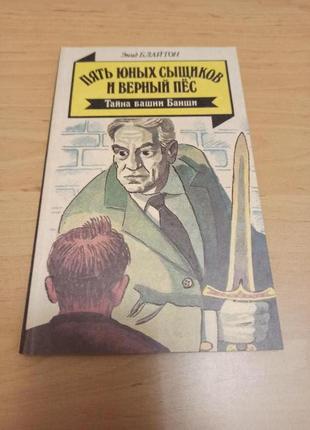 Энид БЛАЙТОН
ПЯТЬ ЮНЫХ СЫЩИКОВ
И ВЕРНЫЙ ПЁС
Тайна башни Банши